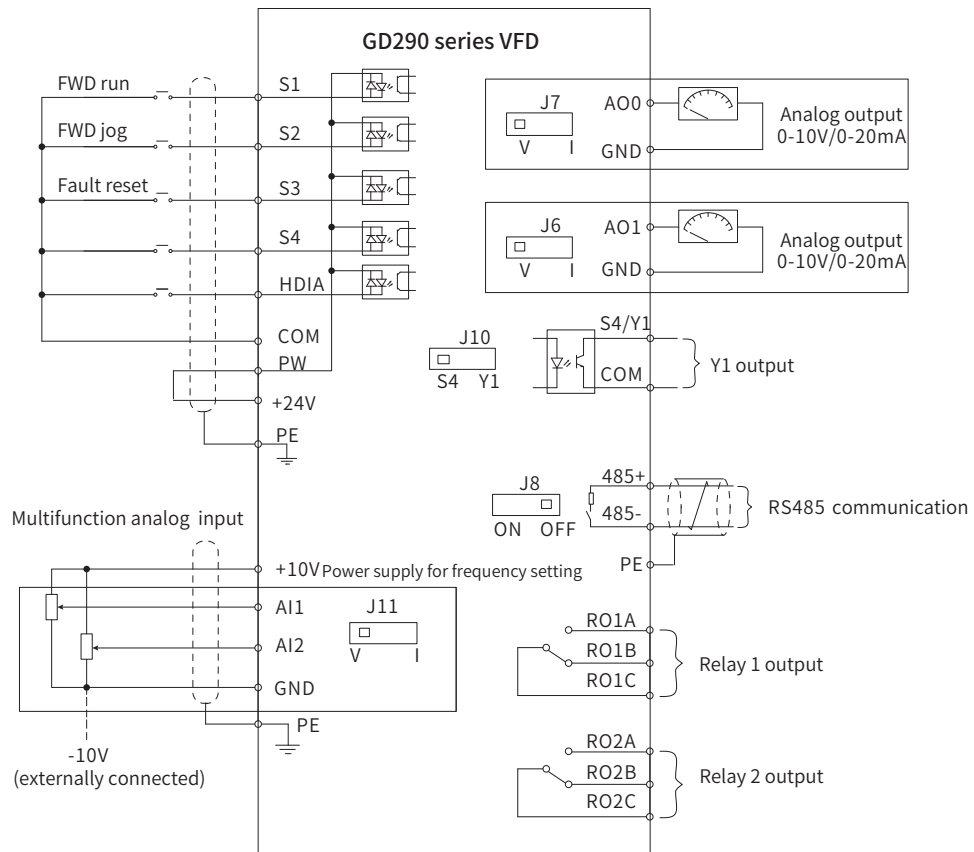 GD290 series VFD
FWD run
S1
FWD jog
S2
Fault reset
S3
S4
HDIA
COM
PW
+24V
PE
J7
V I
AO0
GND
Analog output
0-10V/0-20mA
J6
V I
AO1
GND
Analog output
0-10V/0-20mA
J10
S4 Y1
S4/Y1
COM
Y1 output
J8
ON OFF
485+
485-
PE
RS485 communication
Multifunction analog input
+10V Power supply for frequency setting
AI1
AI2
J11
V I
GND
PE
-10V
(externally connected)
RO1A
RO1B
RO1C
Relay 1 output
RO2A
RO2B
RO2C
Relay 2 output